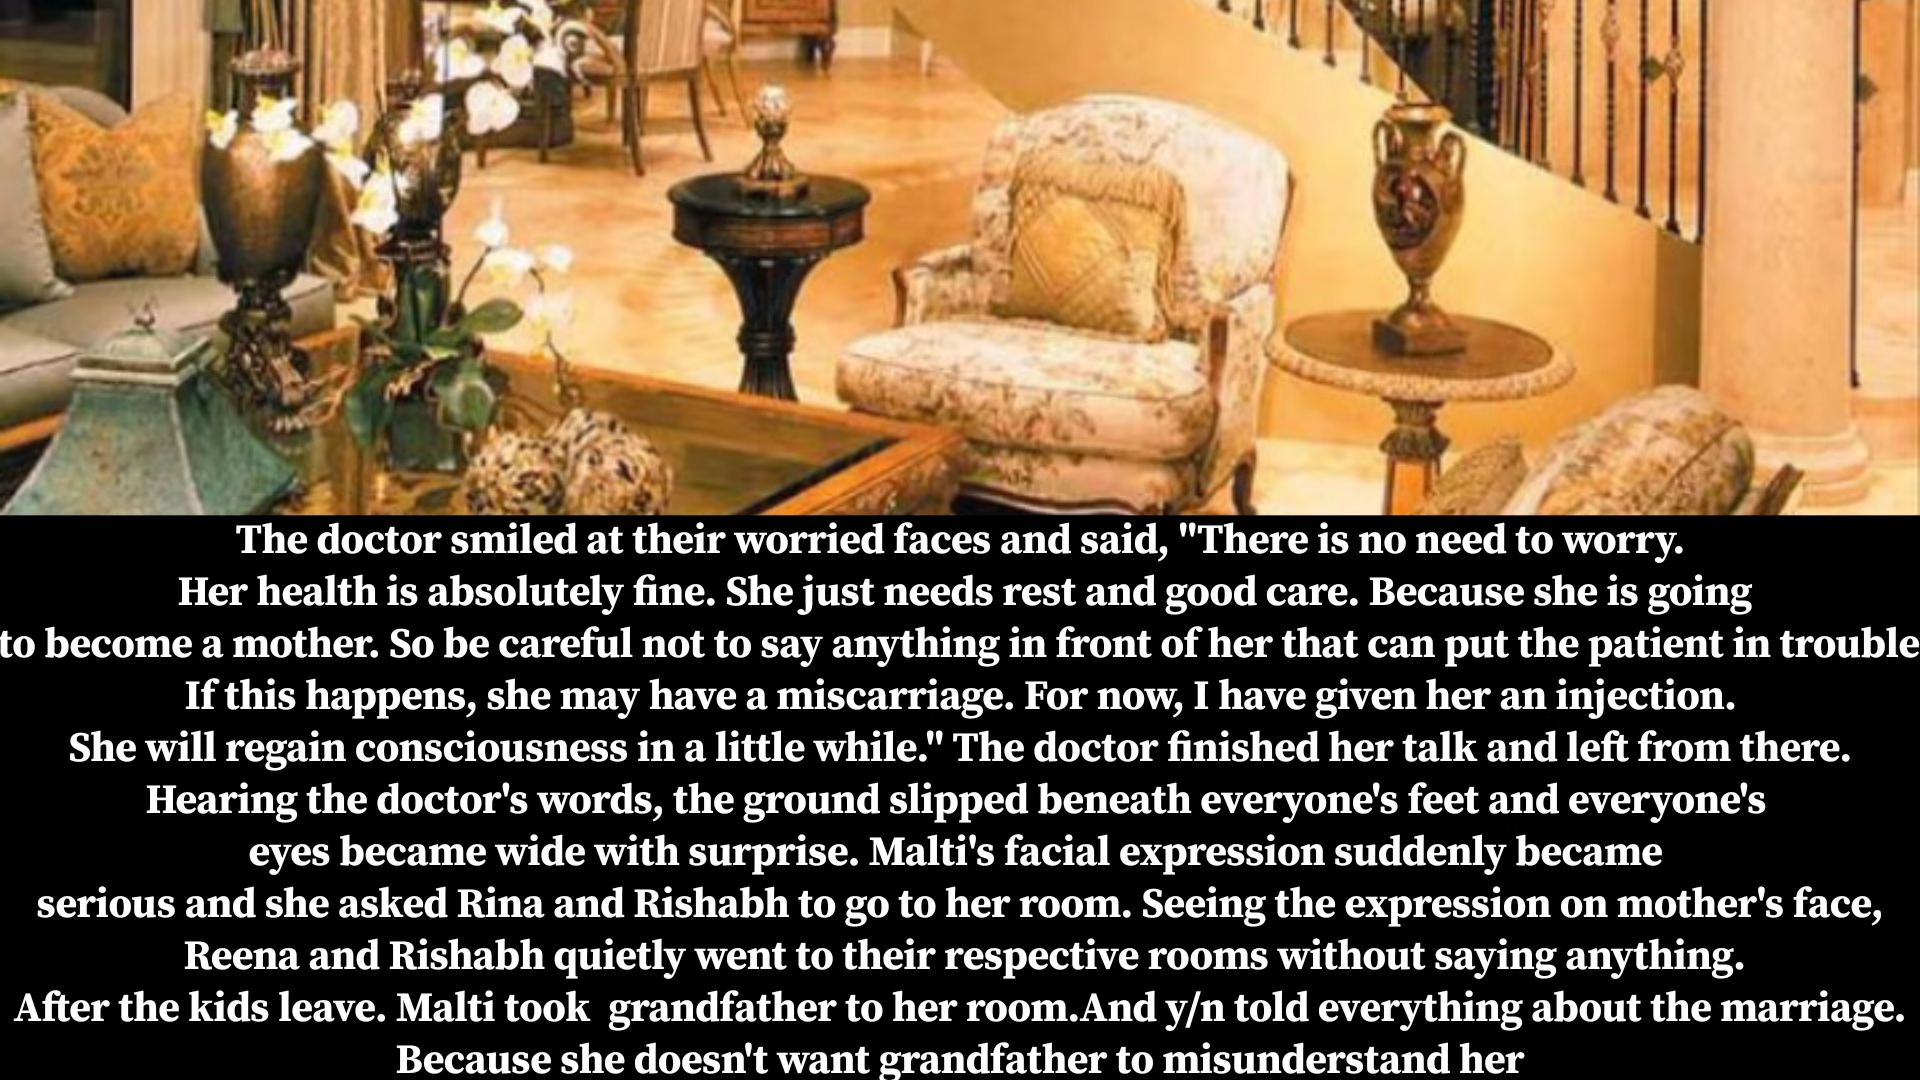 The doctor smiled at their worried faces and said, "There is no need to worry.
Her health is absolutely fine. She just needs rest and good care. Because she is going
to become a mother. So be careful not to say anything in front of her that can put the patient in trouble
If this happens, she may have a miscarriage. For now, I have given her an injection.
She will regain consciousness in a little while." The doctor finished her talk and left from there.
Hearing the doctor's words, the ground slipped beneath everyone's feet and everyone's
eyes became wide with surprise. Malti's facial expression suddenly became
serious and she asked Rina and Rishabh to go to her room. Seeing the expression on mother's face,
Reena and Rishabh quietly went to their respective rooms without saying anything.
After the kids leave. Malti took  grandfather to her room.And y/n told everything about the marriage.
Because she doesn't want grandfather to misunderstand her